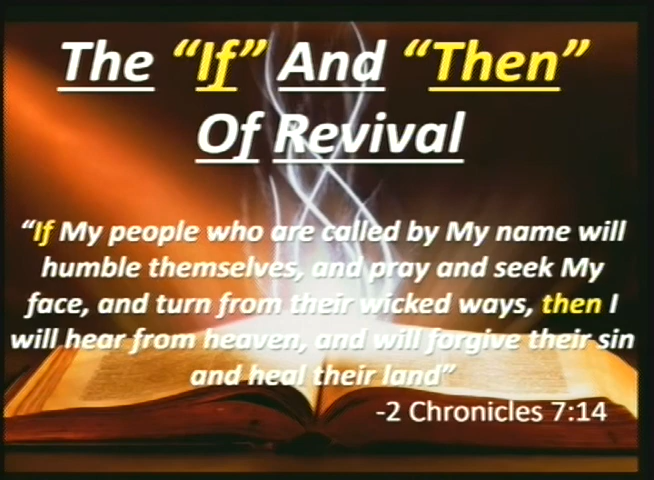 The “If” And “Then”
Of Revival
“If My people who are called by My name will
humble themselves, and pray and seek My
face, and turn from their wicked ways, then I
will hear from heaven, and will forgive their sin
and heal their land”
-2 Chronicles 7:14